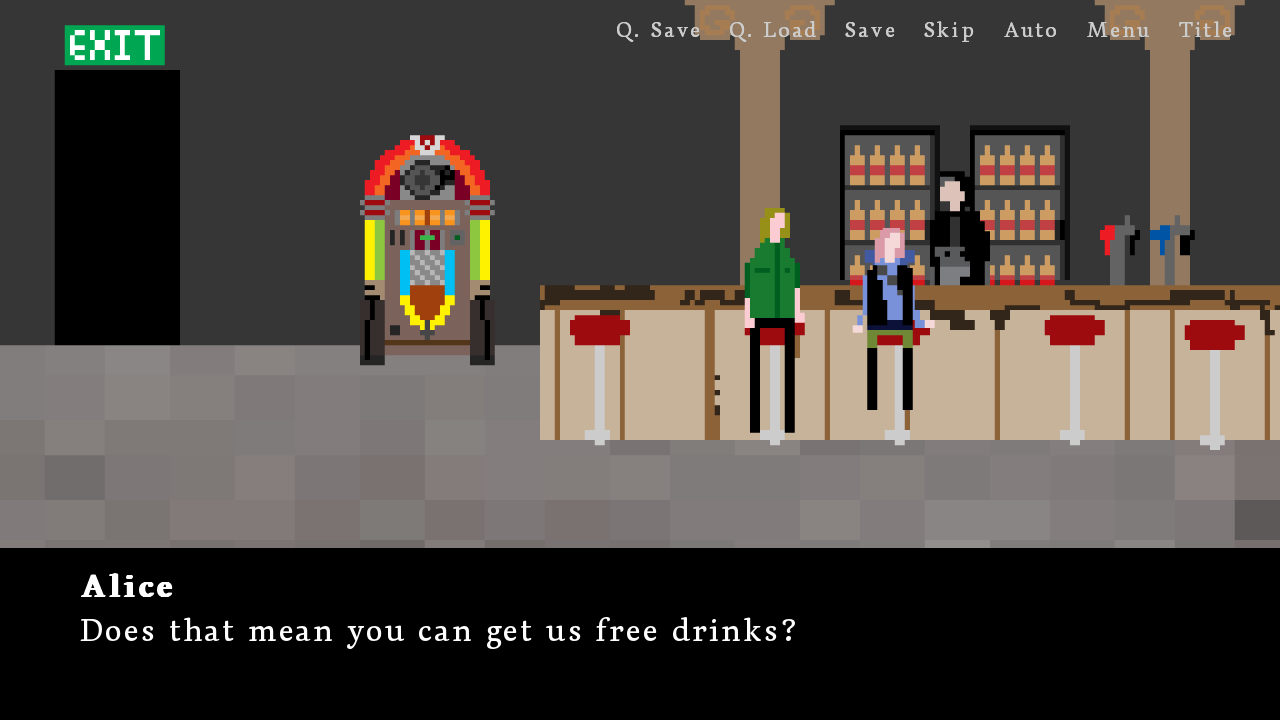 EXIT
Q. Save Q. Load Save Skip Auto Menu Title
Alice
Does that mean you can get us free drinks?